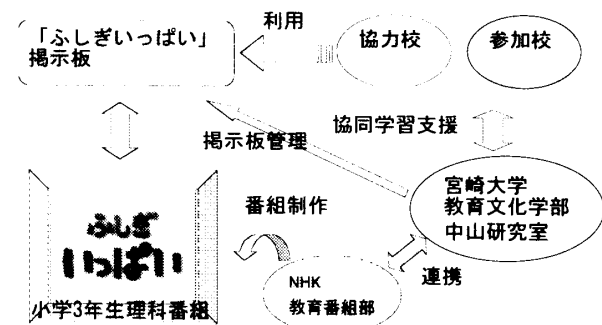 「ふしぎいっぱい」
掲示板
利用
協力校
参加校
掲示板管理
協同学習支援
宮崎大学
教育文化学部
中山研究室
番組制作
連携
NHK
教育番組部
ふしぎ
いっぱい
小学3年生理科番組